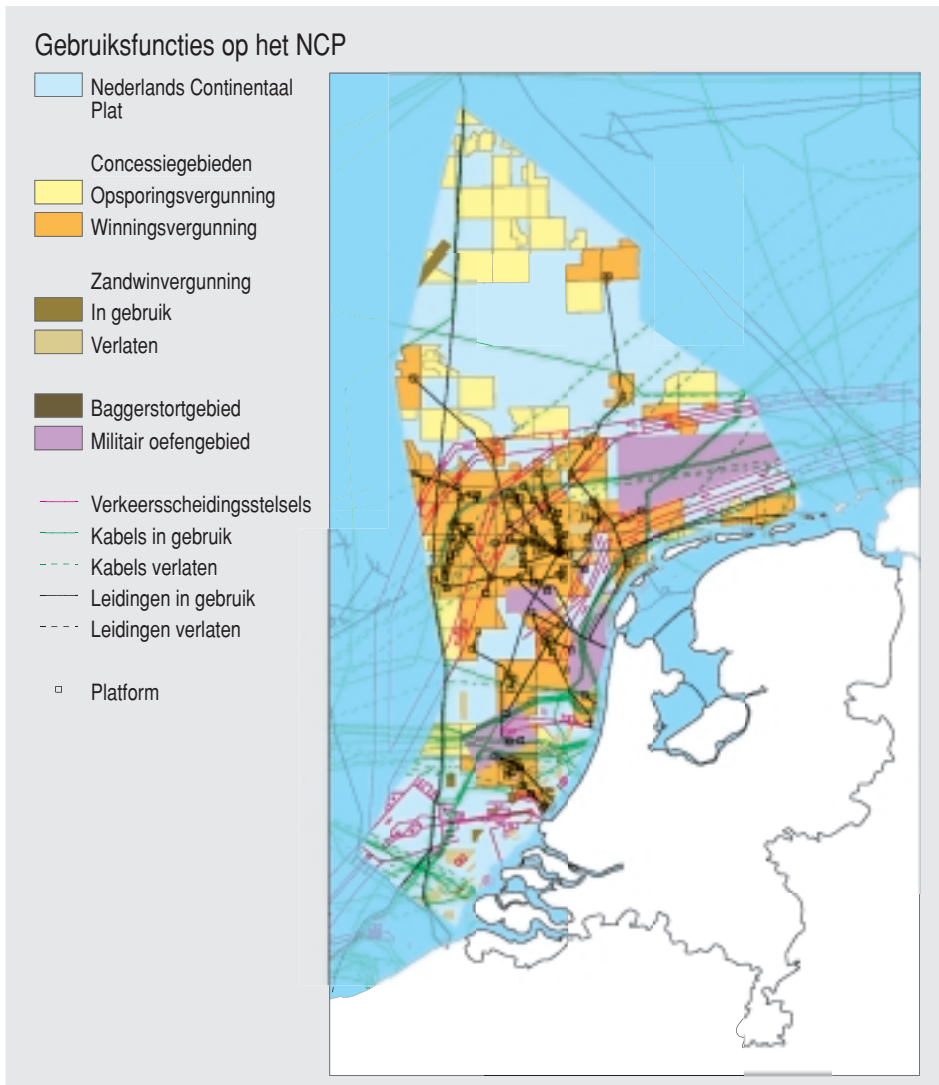 Gebruiksfuncties op het NCP
Nederlands Continentaal
Plat
Concessiegebieden
Opsporingsvergunning
Winningsvergunning
Zandwinvergunning
In gebruik
Verlaten
Baggerstortgebied
Militair oefengebied
Verkeersscheidingsstelsels
Kabels in gebruik
Kabels verlaten
Leidingen in gebruik
Leidingen verlaten
Platform